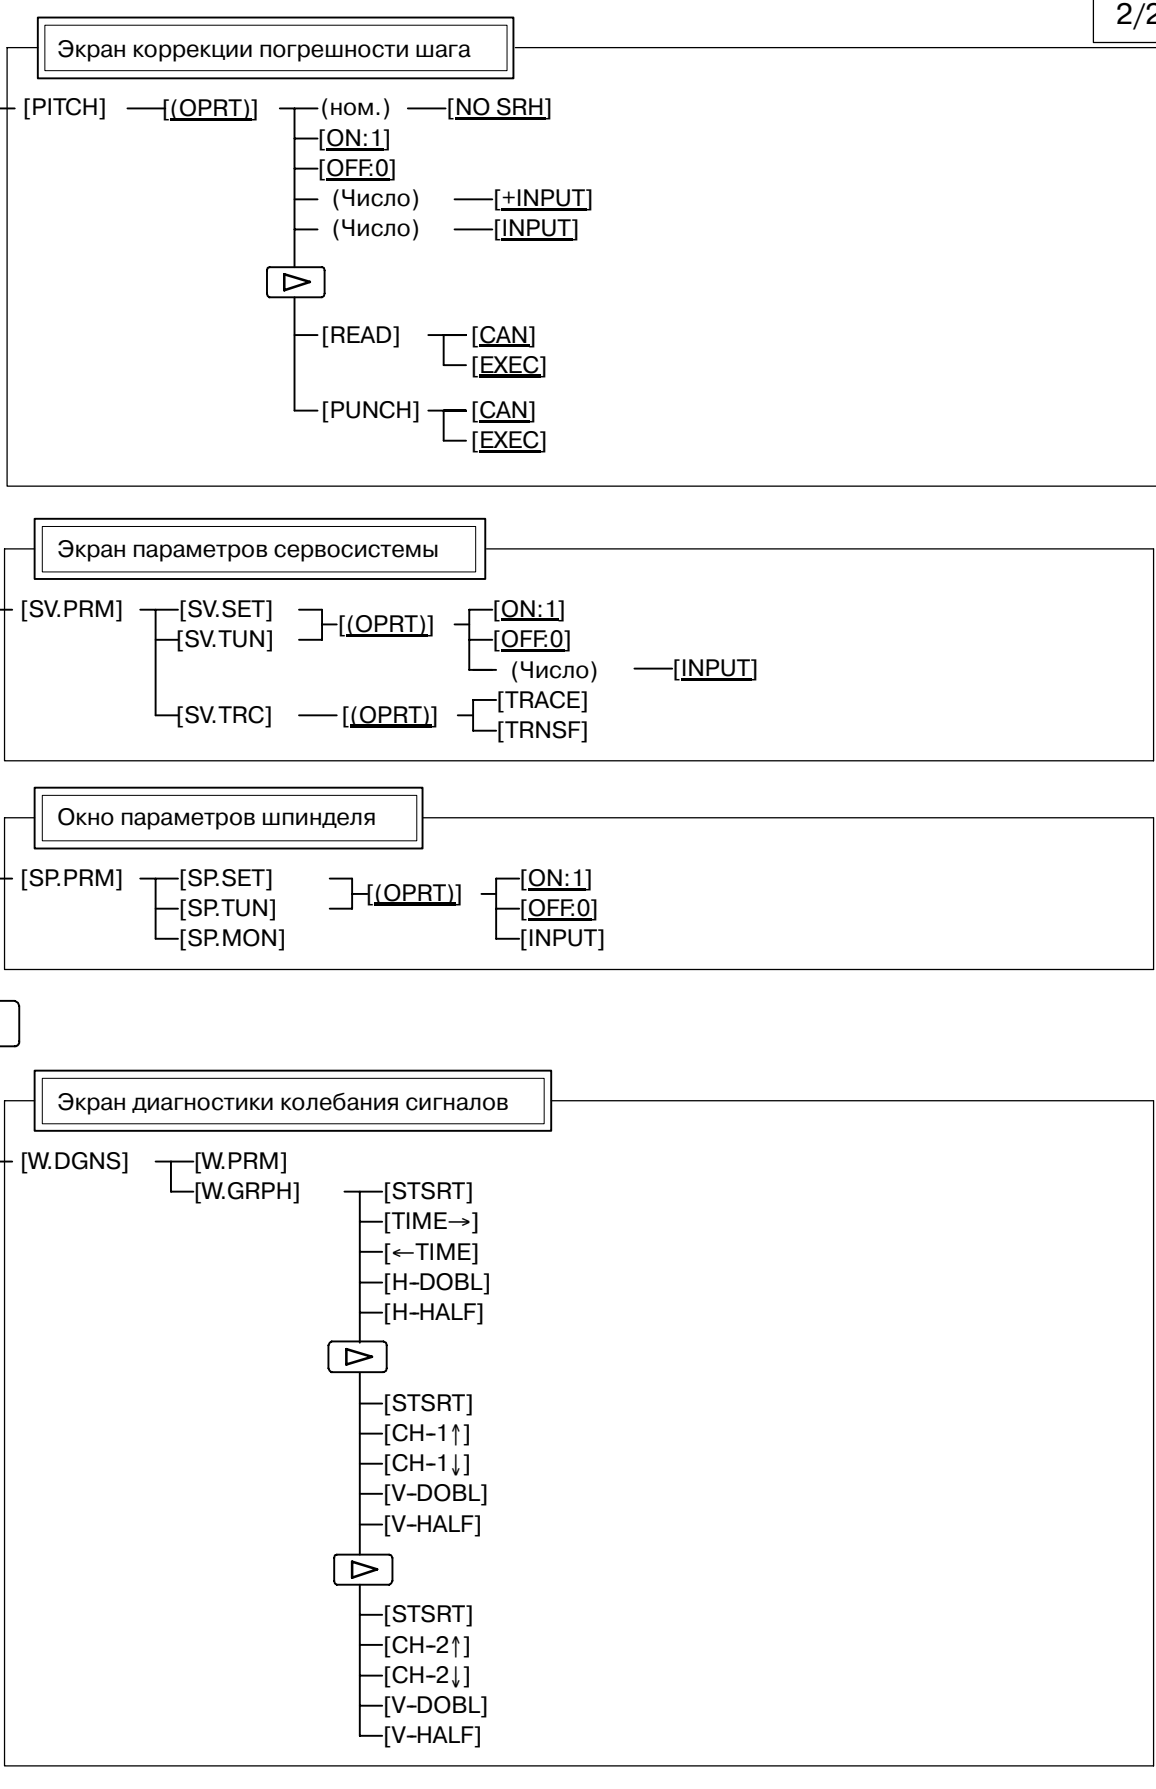 2/2
Экран коррекции погрешности шага
[PITCH] [(OPRT)] (ном.) [NO SRH]
[ON:1]
[OFF:0]
(Число) [+INPUT]
(Число) [INPUT]
[READ] [CAN]
[EXEC]
[PUNCH] [CAN]
[EXEC]
Экран параметров сервосистемы
[SV.PRM] [SV.SET] [(OPRT)] [ON:1]
[SV.TUN] [OFF:0]
(Число) [INPUT]
[SV.TRC] [(OPRT)] [TRACE]
[TRNSF]
Окно параметров шпинделя
[SP.PRM] [SP.SET] [(OPRT)] [ON:1]
[SP.TUN] [OFF:0]
[SP.MON] [INPUT]
Экран диагностики колебания сигналов
[W.DGNS] [W.PRM]
[W.GRPH] [STSRT]
[TIME→]
[←TIME]
[H-DOBL]
[H-HALF]
[STSRT]
[CH-1↑]
[CH-1↓]
[V-DOBL]
[V-HALF]
[STSRT]
[CH-2↑]
[CH-2↓]
[V-DOBL]
[V-HALF]